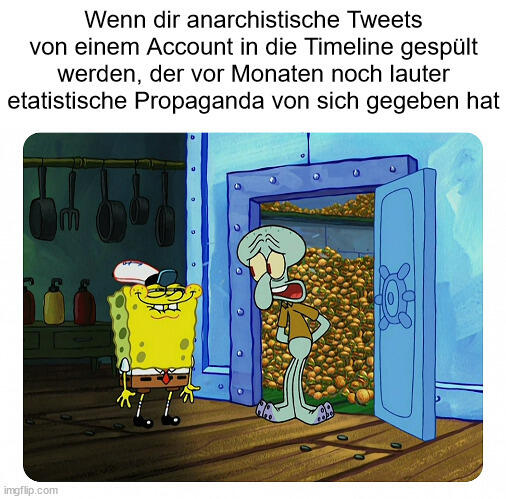 Wenn dir anarchistische Tweets
von einem Account in die Timeline gespült
werden, der vor Monaten noch lauter
etatistische Propaganda von sich gegeben hat
imgflip.com